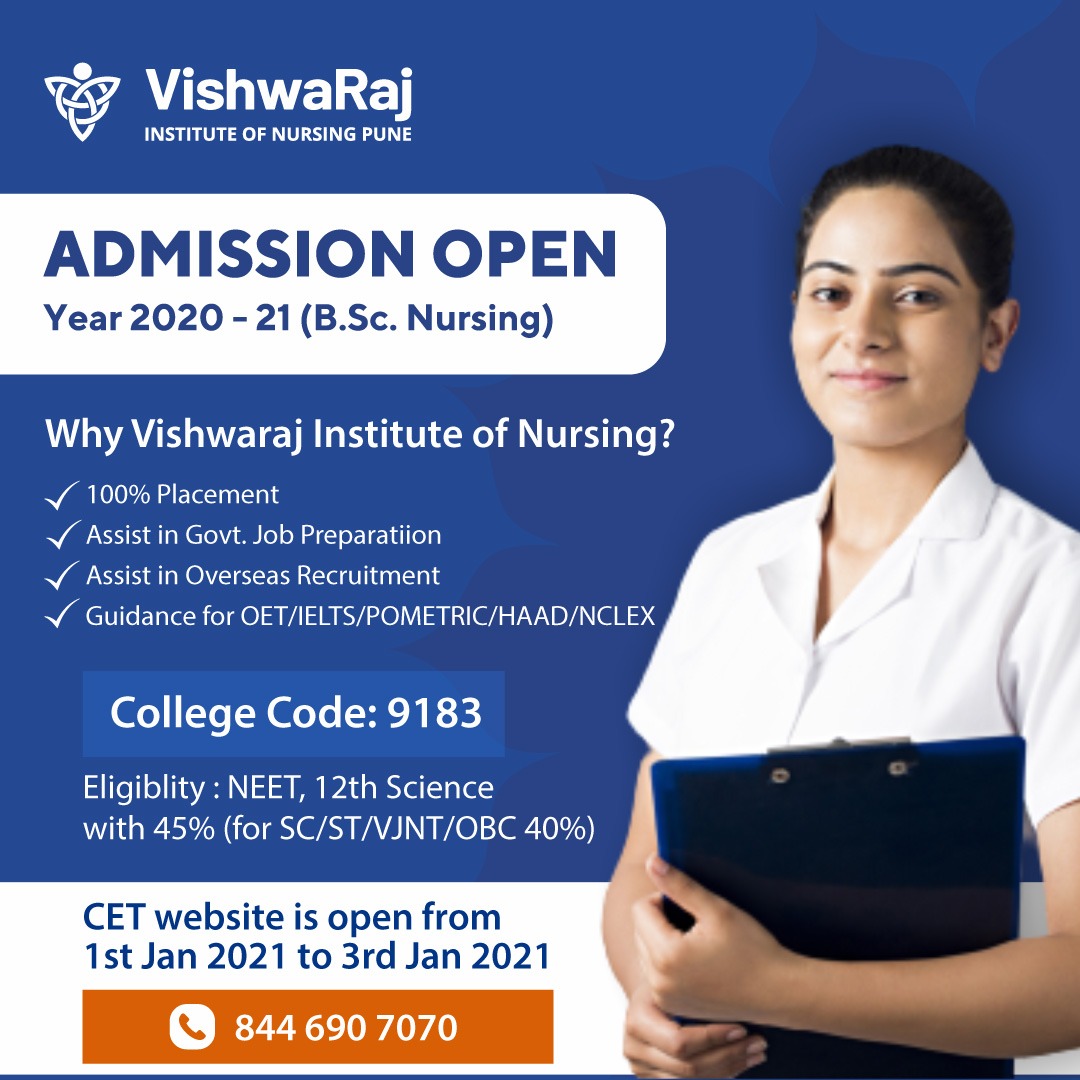 VishwaRaj
INSTITUTE OF NURSING PUNE
ADMISSION OPEN
Year 2020 - 21 (B.Sc. Nursing)
Why Vishwaraj Institute of Nursing?
100% Placement
Assist in Govt. Job Preparatiion
Assist in Overseas Recruitment
Guidance for OET/IELTS/POMETRIC/HAAD/NCLEX
College Code: 9183
Eligiblity : NEET, 12th Science
with 45% (for SC/ST/VJNT/OBC 40%)
CET website is open from
1st Jan 2021 to 3rd Jan 2021
844 690 7070